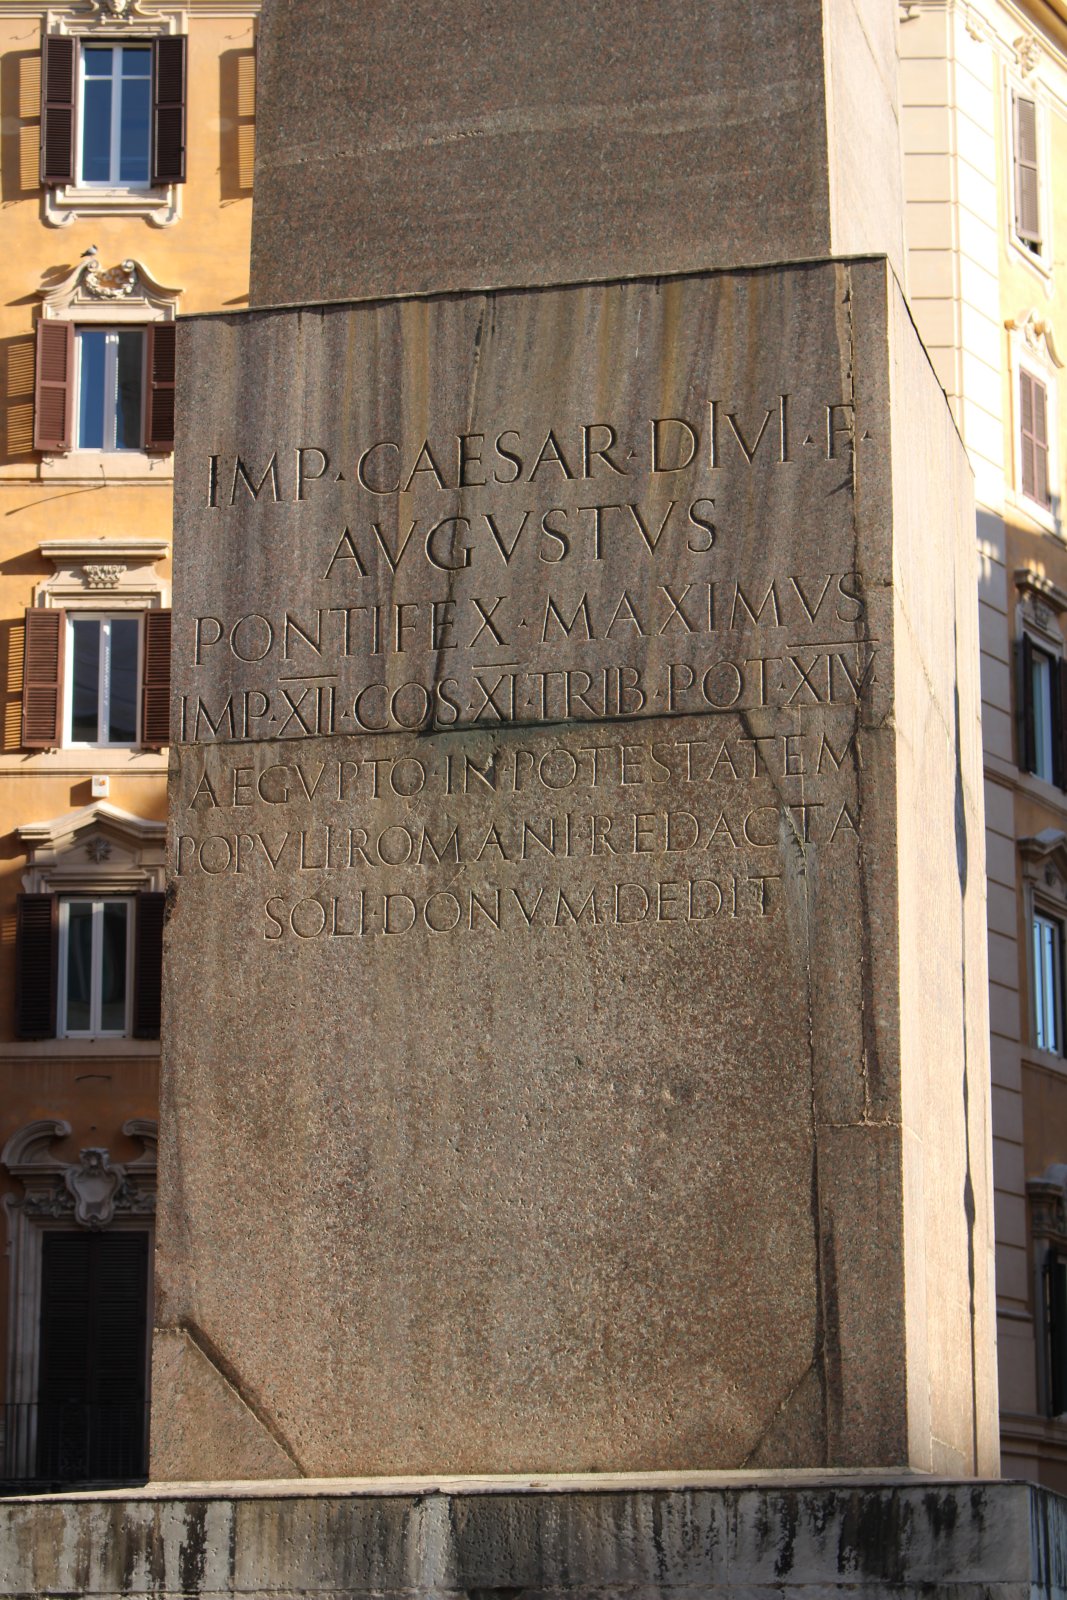 IMP·CAESAR·DIVI·F·
AVGVSTVS
PONTIFEX·MAXIMVS
IMP·XII·COS·XI·TRIB·POT·XIV
AEGVPTO·IN·POTESTATEM
POPVLI·ROMANI·REDACTA
SOLI·DONVM·DEDIT